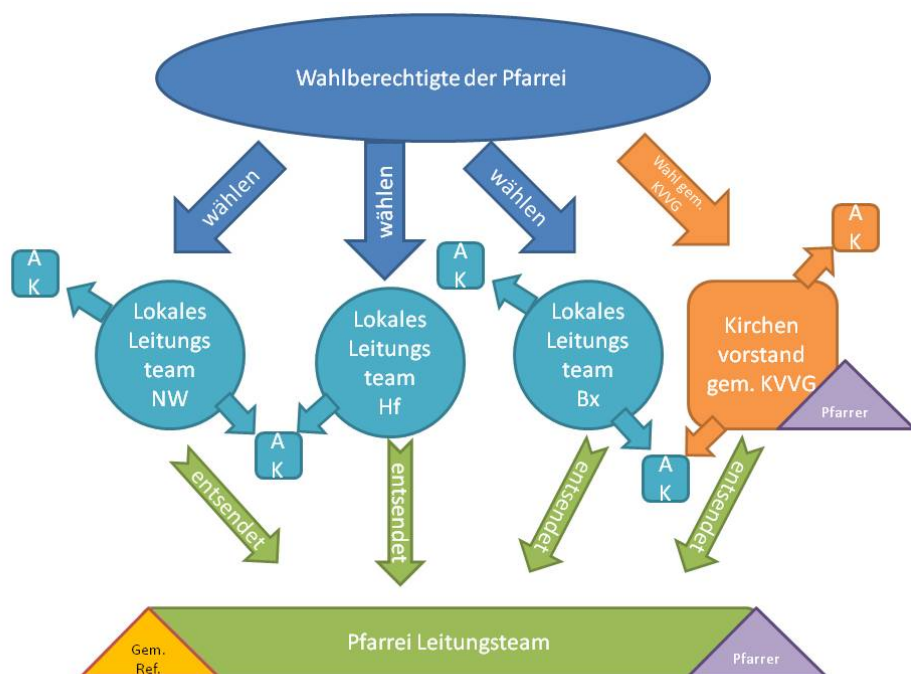 Wahlberechtigte der Pfarrei
wählen
wählen
wählen
Wahl gem.
KVVG
A
K
A
K
A
K
Lokales
Leitungs
team
NW
Lokales
Leitungs
team
Hf
Lokales
Leitungs
team
Bx
Kirchen
vorstand
gem. KVVG
Pfarrer
A
K
A
K
entsendet
entsendet
entsendet
entsendet
Gem.
Ref.
Pfarrei Leitungsteam
Pfarrer